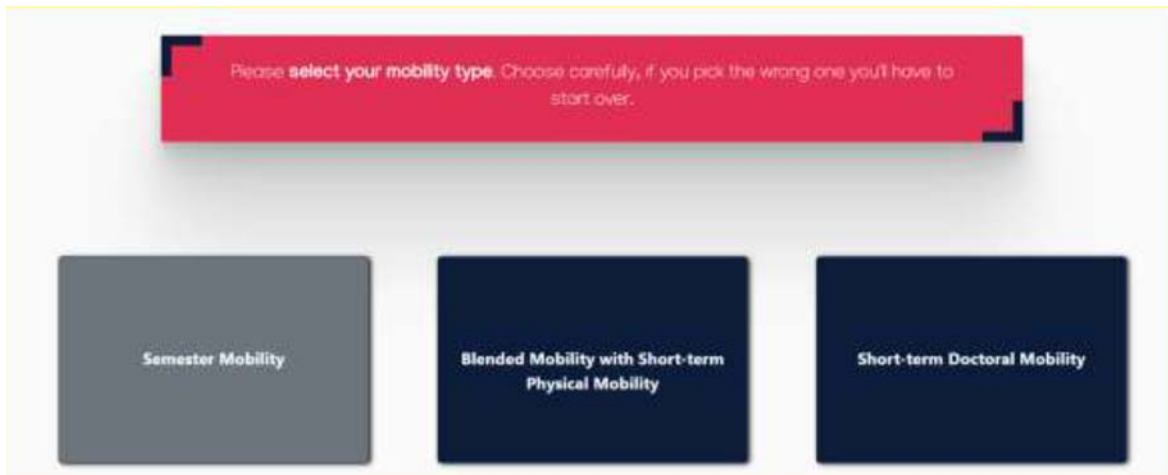 Please select your mobility type. Choose carefully, if you pick the wrong one you'll have to
start over.
Semester Mobility
Blended Mobility with Short-term
Physical Mobility
Short-term Doctoral Mobility